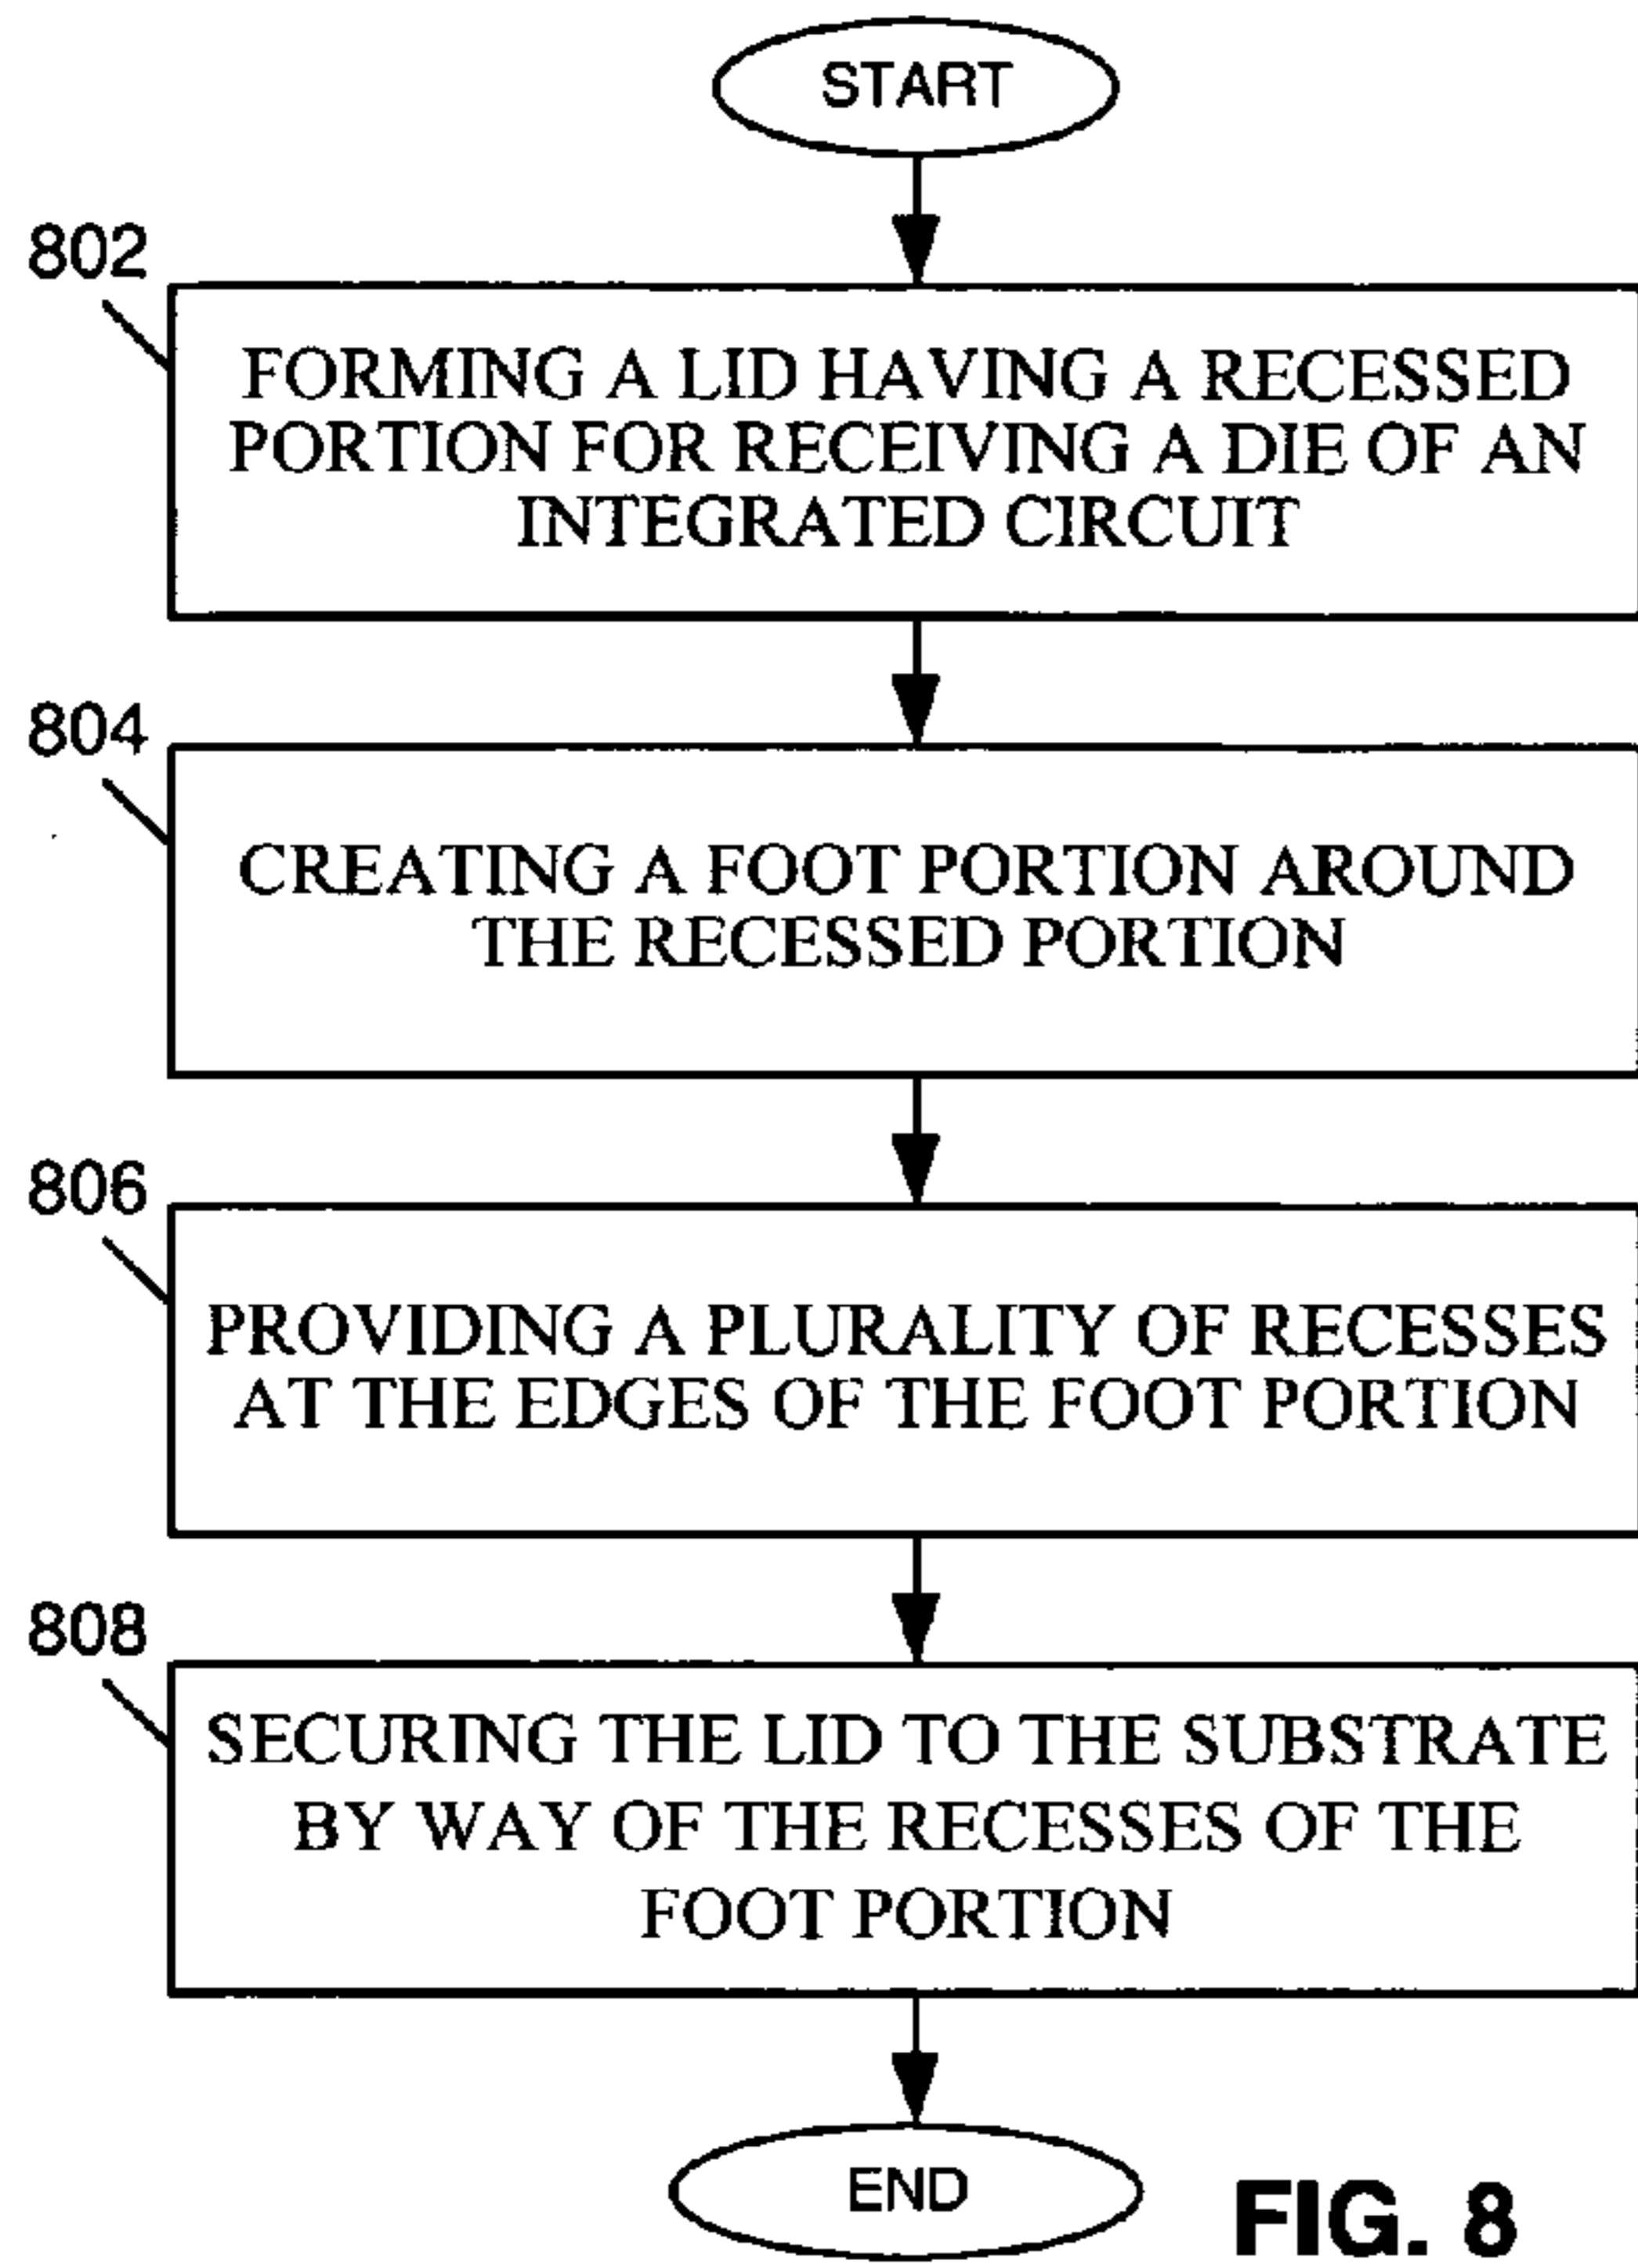 START
802
FORMING A LID HAVING A RECESSED
PORTION FOR RECEIVING A DIE OF AN
INTEGRATED CIRCUIT
804
CREATING A FOOT PORTION AROUND
THE RECESSED PORTION
806
PROVIDING A PLURALITY OF RECESSES
AT THE EDGES OF THE FOOT PORTION
808
SECURING THE LID TO THE SUBSTRATE
BY WAY OF THE RECESSES OF THE
FOOT PORTION
END
FIG. 8